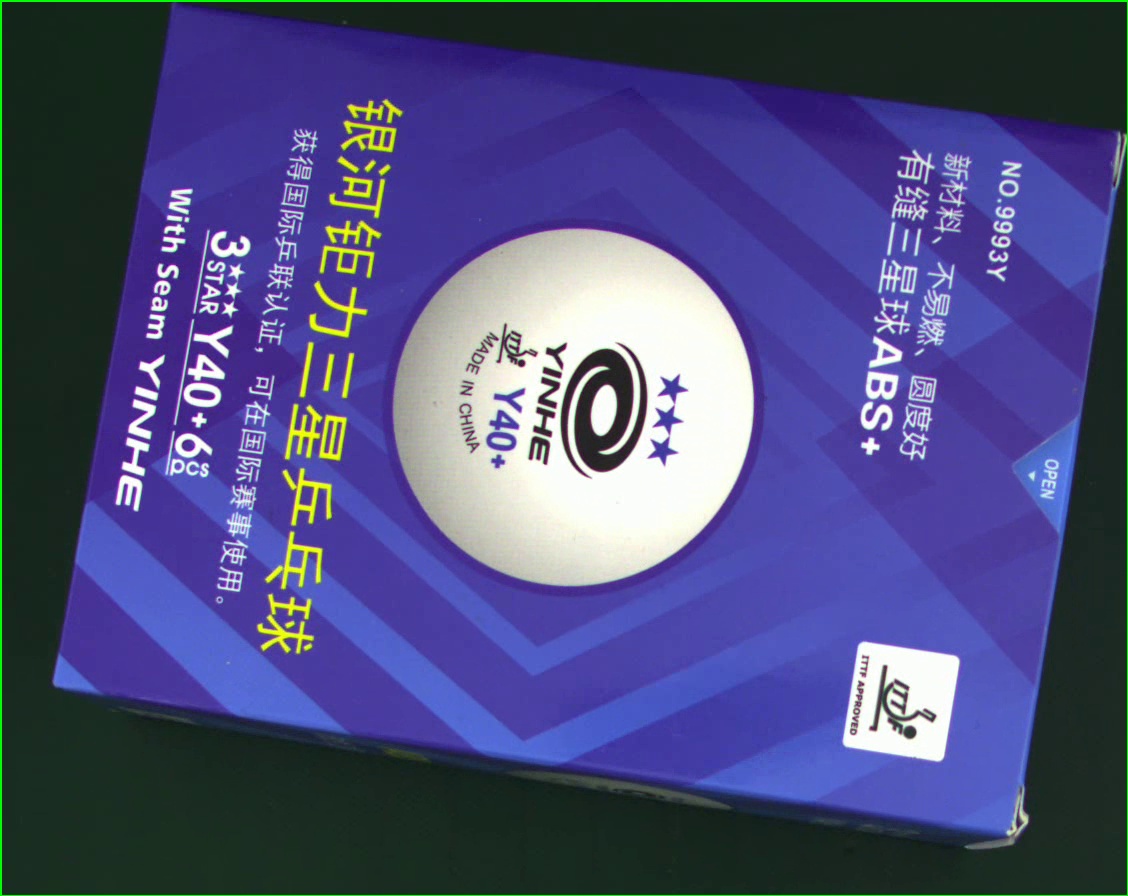 NO.9993Y
新材料、不易燃、圆度好
有缝三星球ABS+
OPEN
YINHE
Y40+
ITTF
MADE IN CHINA
ITTF
ITTF APPROVED
银河钜力三星乒乓球
获得国际乒联认证，可在国际赛事使用。
3 STAR Y40+ 6 pcs
With Seam YINHE